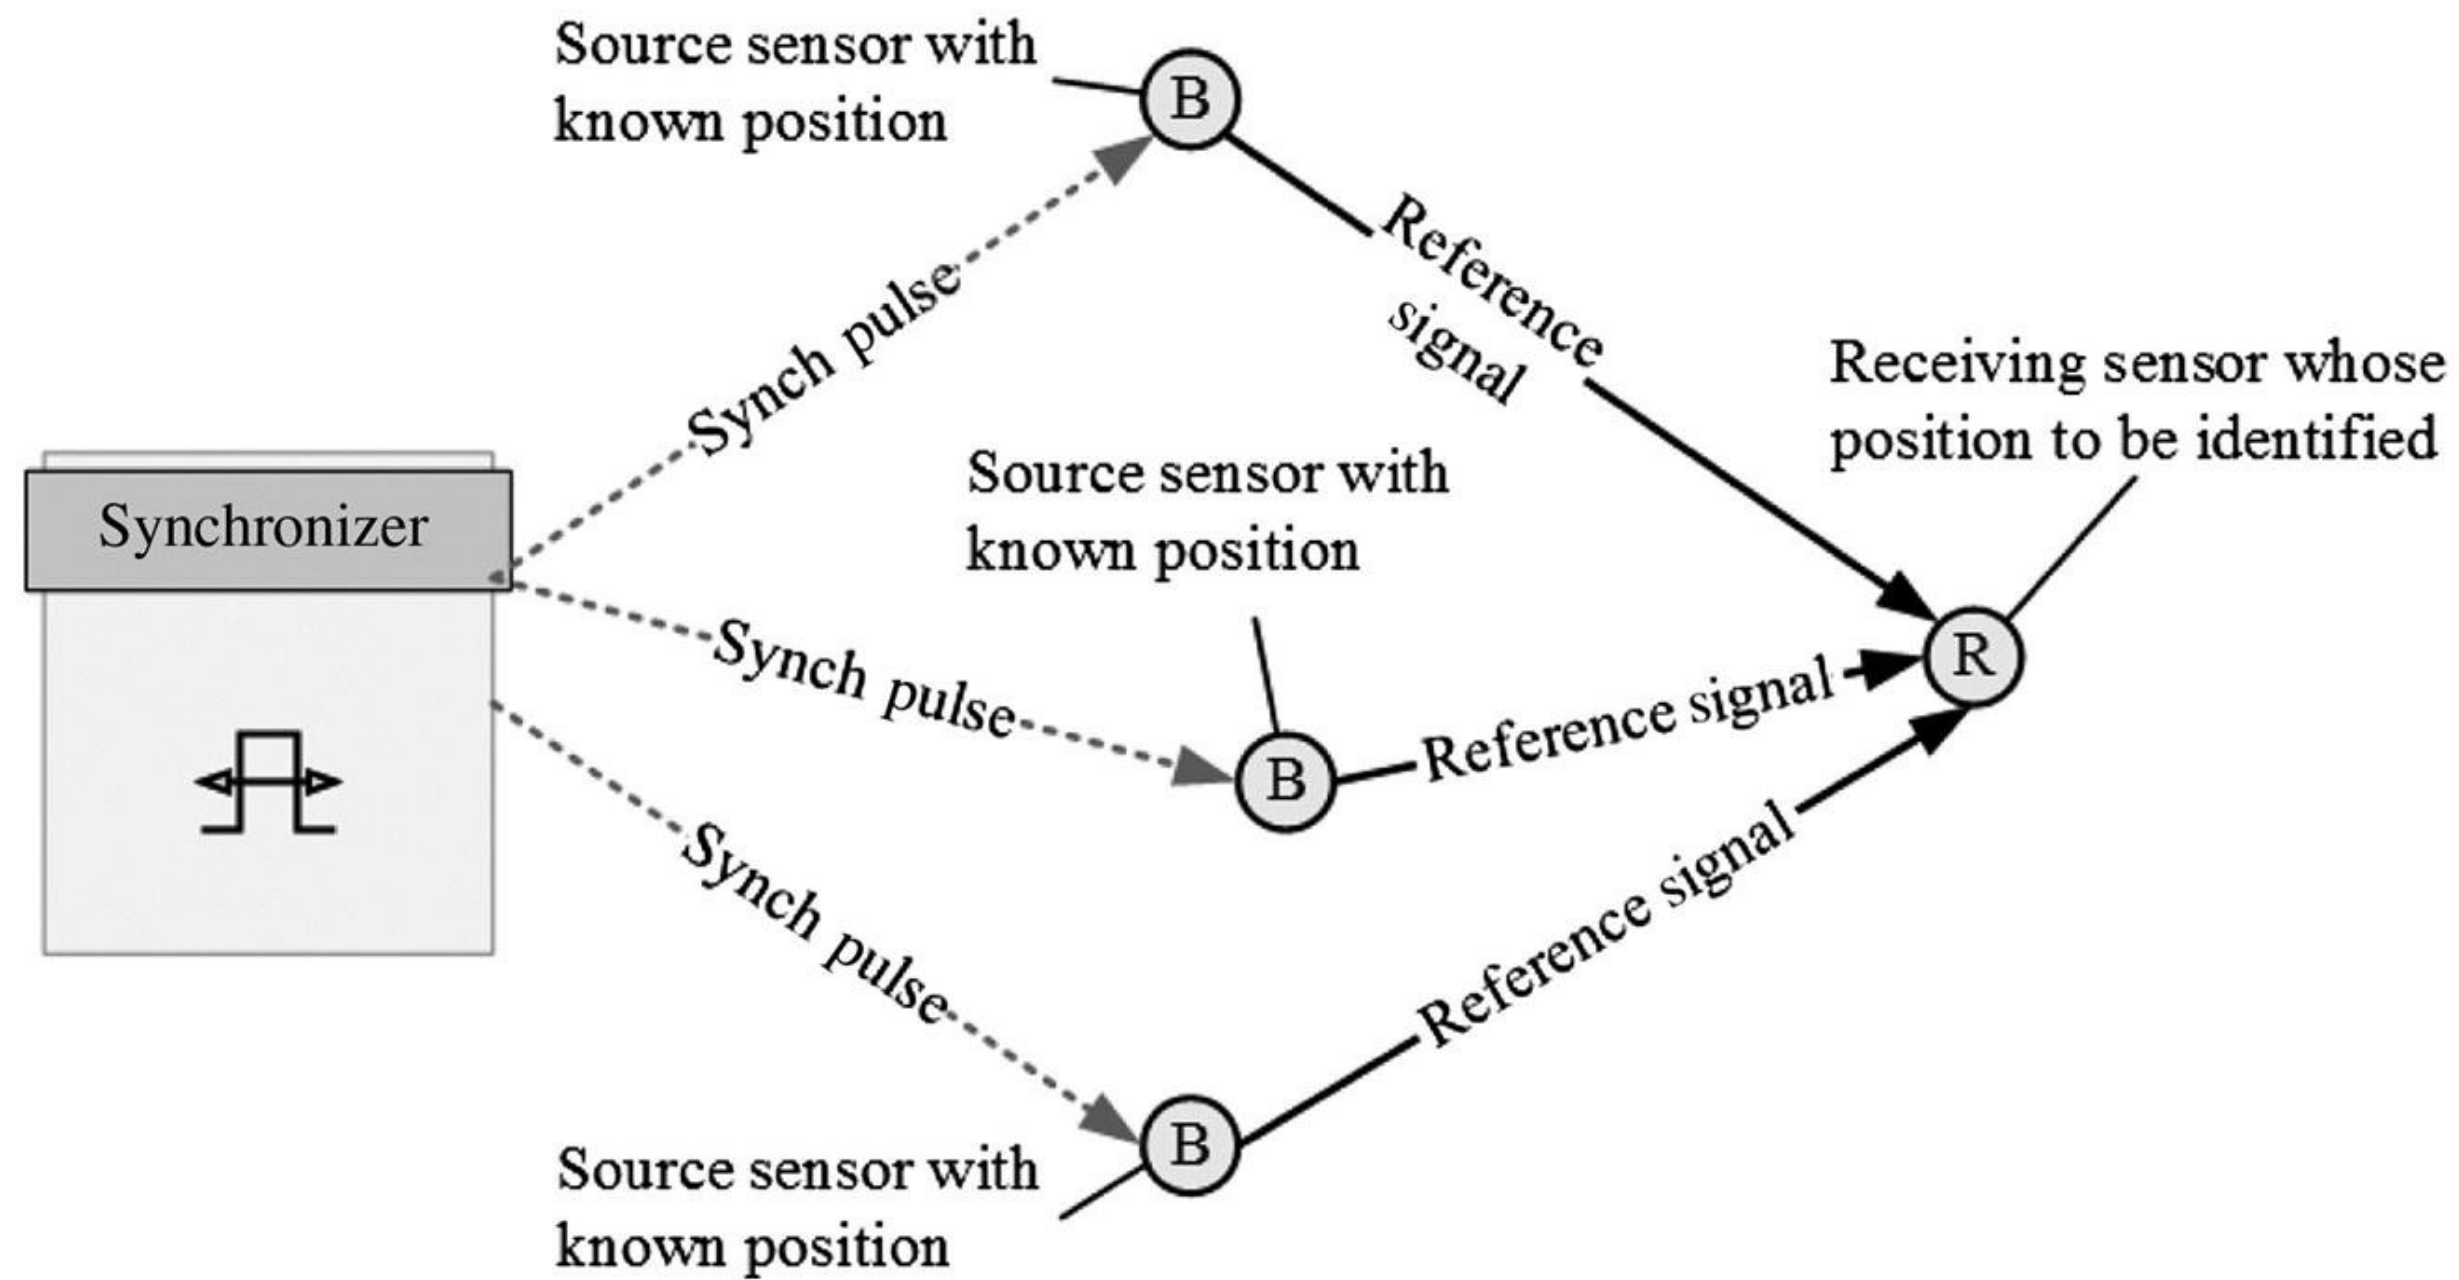 Source sensor with
known position
B
Reference
signal
Synch pulse
Receiving sensor whose
position to be identified
Source sensor with
known position
Synchronizer
Synch pulse
R
Reference signal
B
Synch pulse
Reference signal
B
Source sensor with
known position